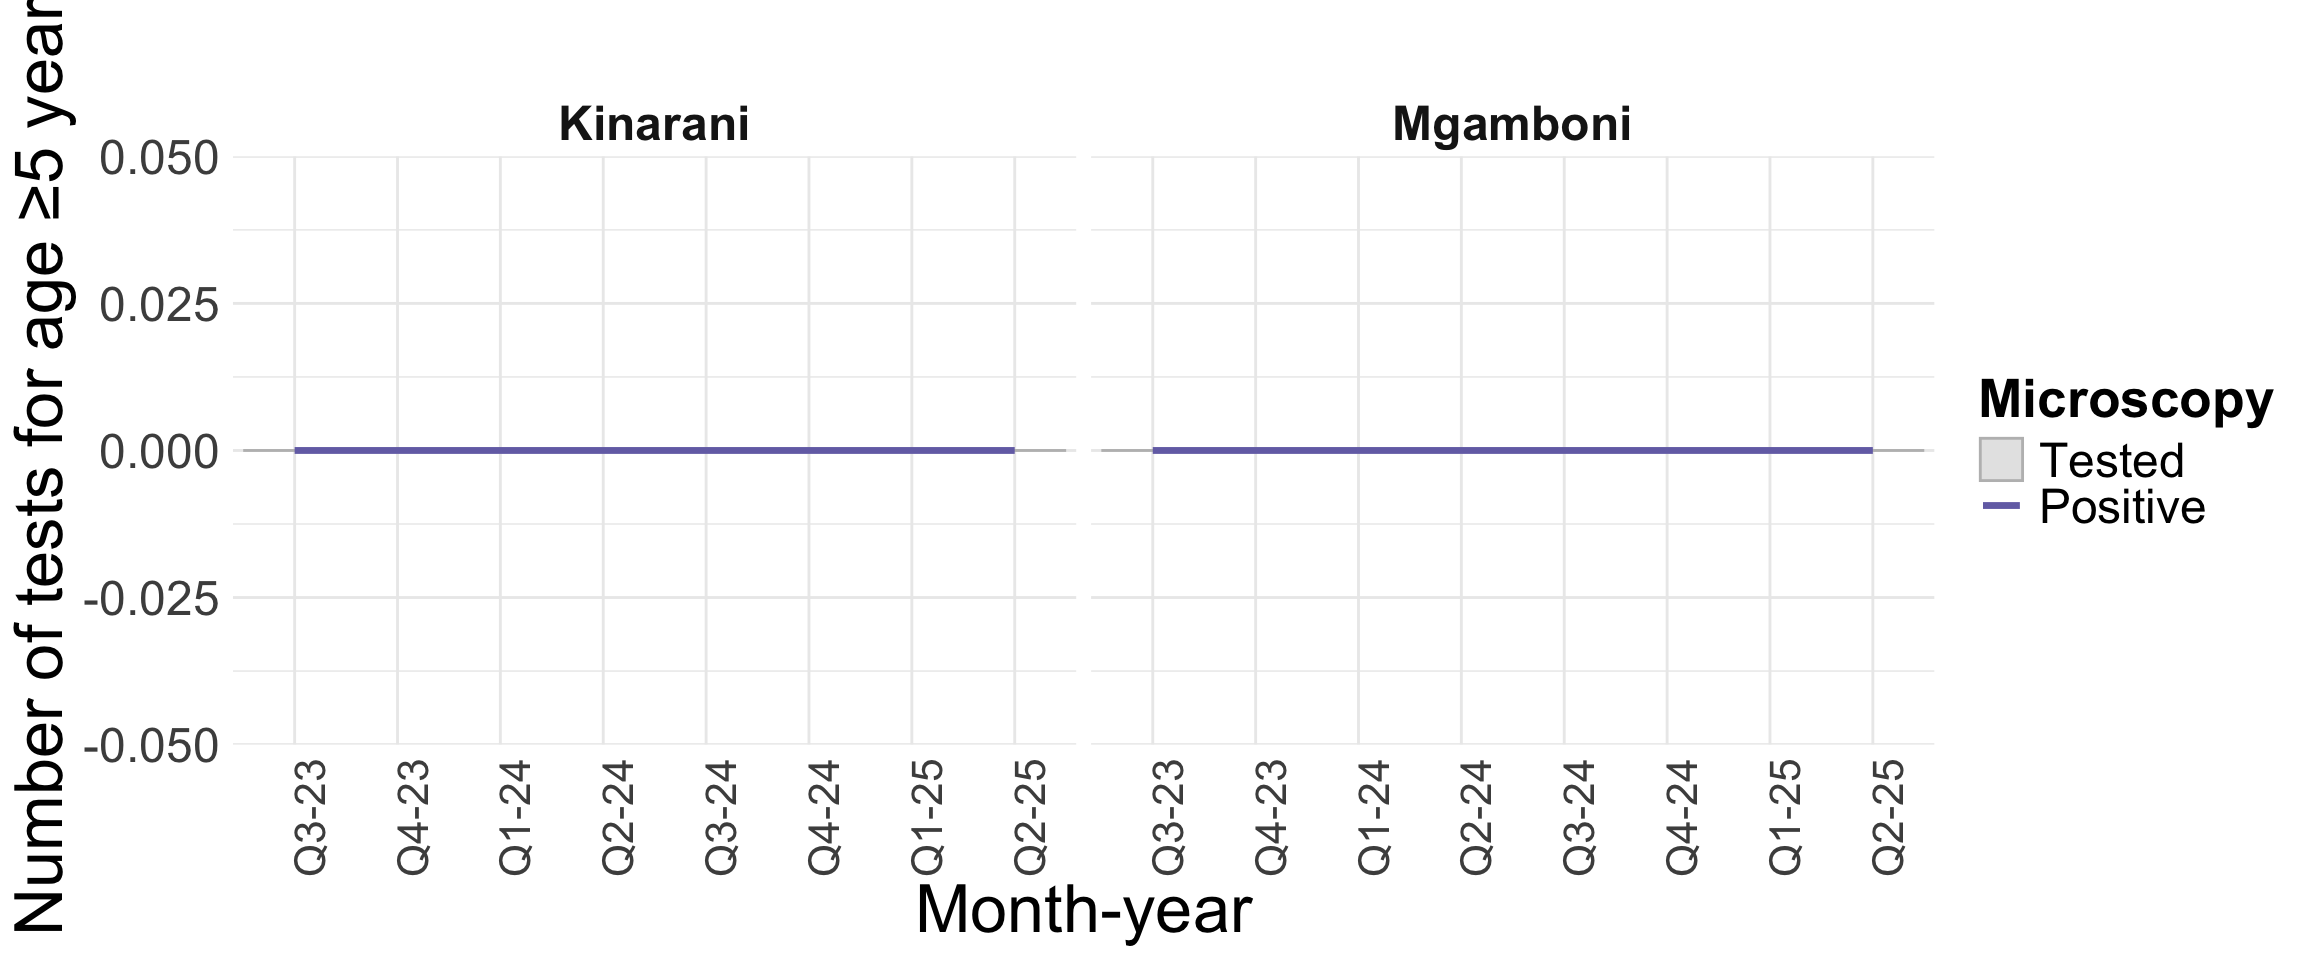 Number of tests for age ≥5 year
Kinarani
Mgamboni
0.050
0.025
0.000
-0.025
-0.050
Q3-23 Q4-23 Q1-24 Q2-24 Q3-24 Q4-24 Q1-25 Q2-25
Q3-23 Q4-23 Q1-24 Q2-24 Q3-24 Q4-24 Q1-25 Q2-25
Month-year
Microscopy
Tested
Positive